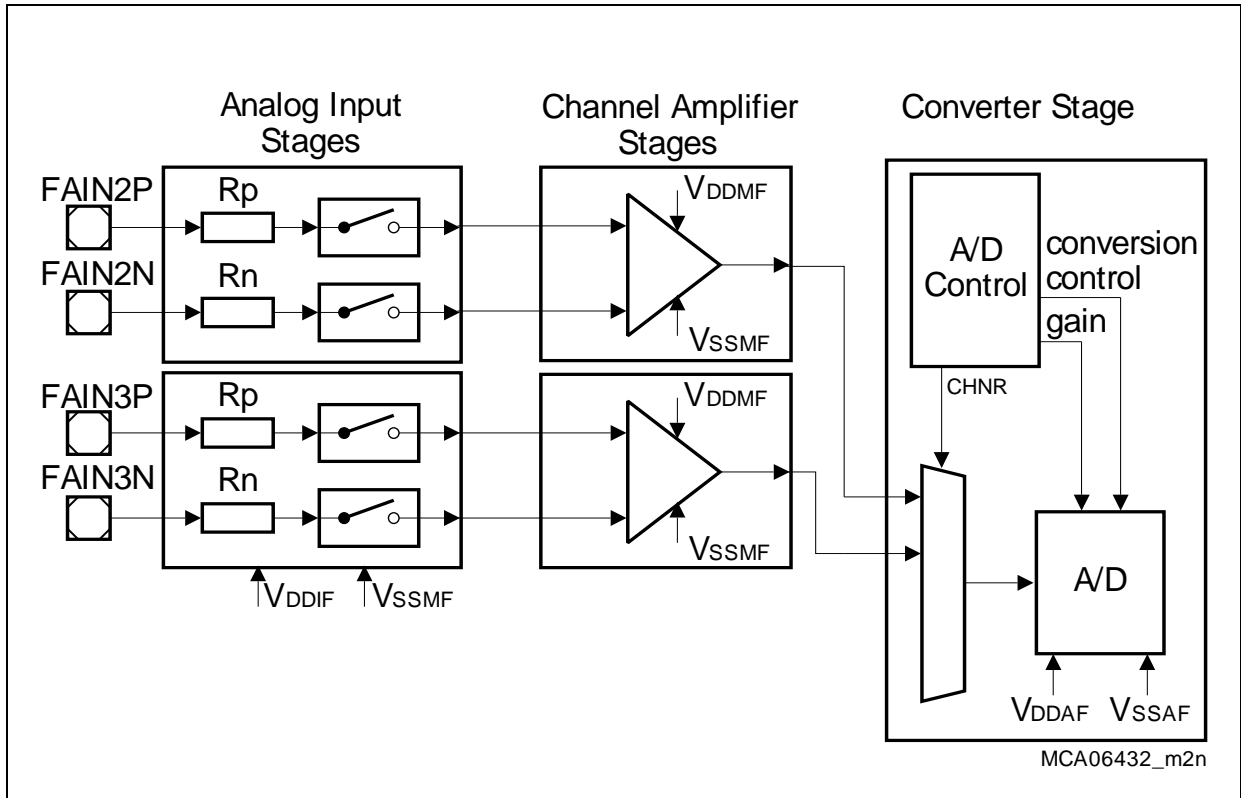 Analog Input
Stages
Channel Amplifier
Stages
Converter Stage
FAIN2P
Rp
FAIN2N
Rn
VDDMF
VSSMF
FAIN3P
Rp
FAIN3N
Rn
VDDMF
VSSMF
VDDIF
VSSMF
A/D
Control
conversion
control
gain
CHNR
A/D
VDDAF
VSSAF
MCA06432_m2n